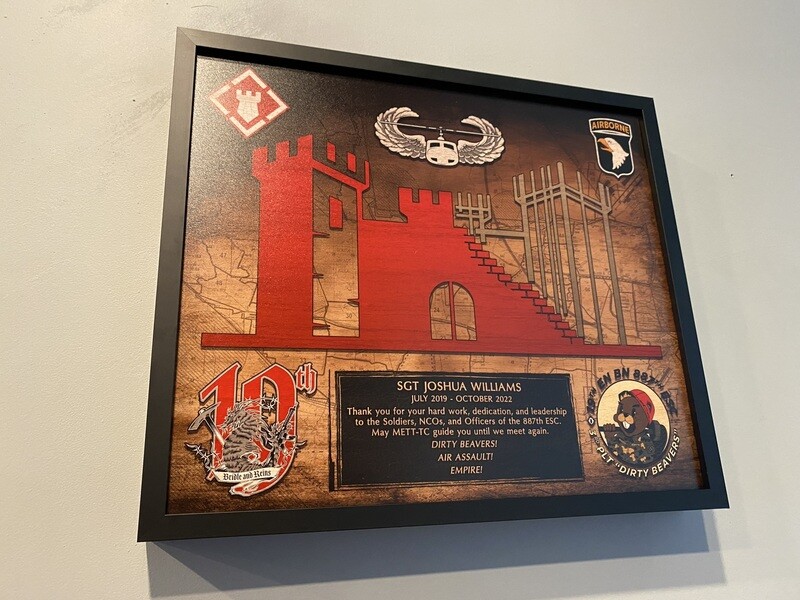 AIRBORNE
SGT JOSHUA WILLIAMS
JULY 2019 - OCTOBER 2022
Thank you for your hard work, dedication, and leadership
to the Soldiers, NCOs, and Officers of the 887th ESC.
May METT-TC guide you until we meet again.
DIRTY BEAVERS!
AIR ASSAULT!
EMPIRE!
19th
Bridle and Reins
EN BN 887th ESC
PLT "DIRTY BEAVERS"